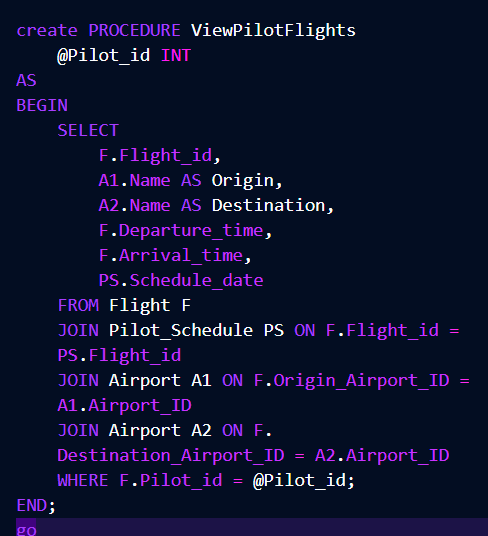 create PROCEDURE ViewPilotFlights
@Pilot_id INT
AS
BEGIN
SELECT
F.Flight_id,
A1.Name AS Origin,
A2.Name AS Destination,
F.Departure_time,
F.Arrival_time,
PS.Schedule_date
FROM Flight F
JOIN Pilot_Schedule PS ON F.Flight_id =
PS.Flight_id
JOIN Airport A1 ON F.Origin_Airport_ID =
A1.Airport_ID
JOIN Airport A2 ON F.
Destination_Airport_ID = A2.Airport_ID
WHERE F.Pilot_id = @Pilot_id;
END;
go